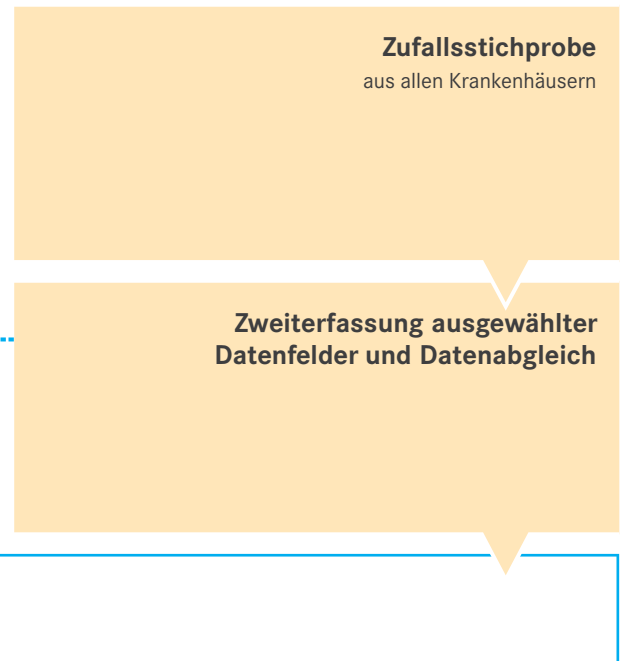 Zufallsstichprobe
aus allen Krankenhäusern
Zweiterfassung ausgewählter
Datenfelder und Datenabgleich